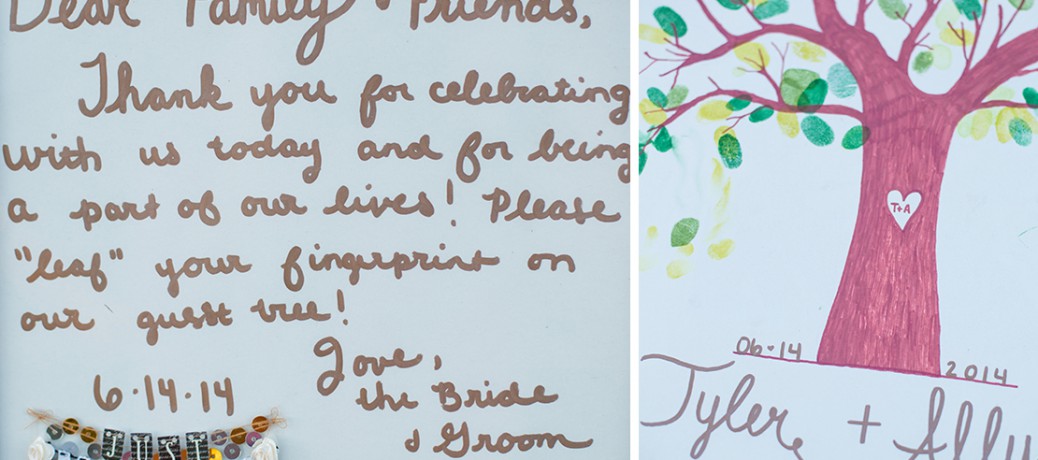 Dear Family & Friends,
Thank you for celebrating
with us today and for being
a part of our lives! Please
"leaf" your fingerprint on
our guest tree!
Love,
the Bride
& Groom
6·14·14
JUST
T+A
06·14
2014
Tyler + Ally